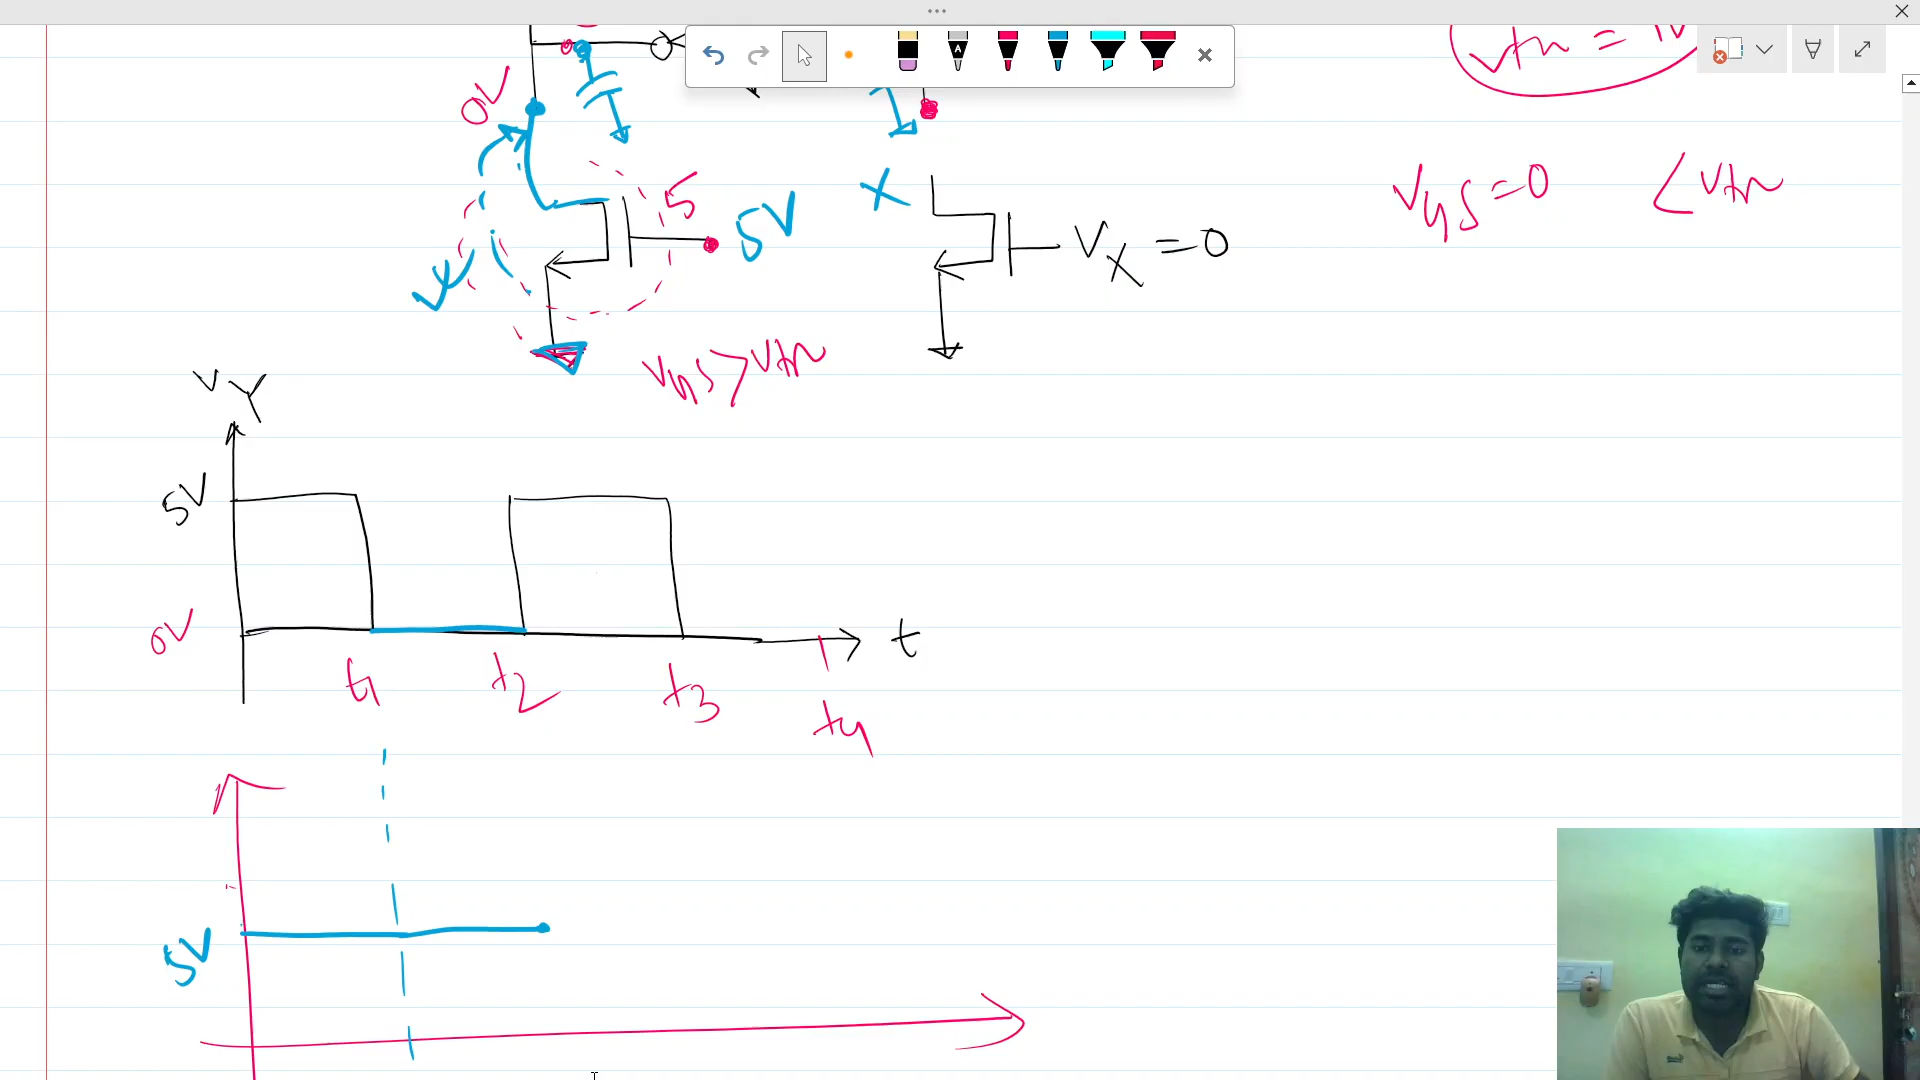 Vtn = 1V
0V
5
5V
X
VX = 0
VGS = 0 < Vtn
VGS > Vtn
VY
5V
0V
t
t1 t2 t3 t4
5V